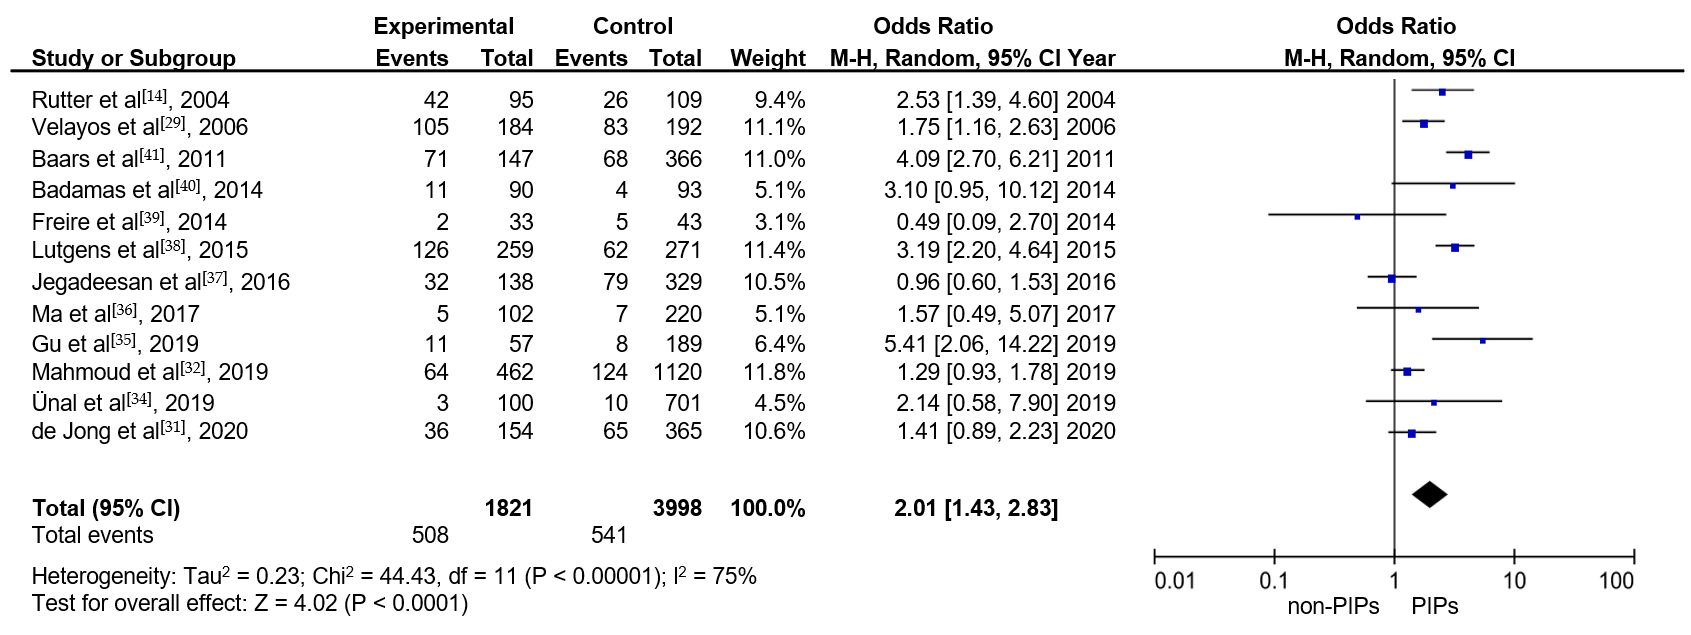 Experimental Control Odds Ratio Odds Ratio
Study or Subgroup Events Total Events Total Weight M-H, Random, 95% CI Year M-H, Random, 95% CI
Rutter et al[14], 2004 42 95 26 109 9.4% 2.53 [1.39, 4.60] 2004
Velayos et al[29], 2006 105 184 83 192 11.1% 1.75 [1.16, 2.63] 2006
Baars et al[41], 2011 71 147 68 366 11.0% 4.09 [2.70, 6.21] 2011
Badamas et al[40], 2014 11 90 4 93 5.1% 3.10 [0.95, 10.12] 2014
Freire et al[39], 2014 2 33 5 43 3.1% 0.49 [0.09, 2.70] 2014
Lutgens et al[38], 2015 126 259 62 271 11.4% 3.19 [2.20, 4.64] 2015
Jegadeesan et al[37], 2016 32 138 79 329 10.5% 0.96 [0.60, 1.53] 2016
Ma et al[36], 2017 5 102 7 220 5.1% 1.57 [0.49, 5.07] 2017
Gu et al[35], 2019 11 57 8 189 6.4% 5.41 [2.06, 14.22] 2019
Mahmoud et al[32], 2019 64 462 124 1120 11.8% 1.29 [0.93, 1.78] 2019
Ünal et al[34], 2019 3 100 10 701 4.5% 2.14 [0.58, 7.90] 2019
de Jong et al[31], 2020 36 154 65 365 10.6% 1.41 [0.89, 2.23] 2020
Total (95% CI) 1821 3998 100.0% 2.01 [1.43, 2.83]
Total events 508 541
Heterogeneity: Tau² = 0.23; Chi² = 44.43, df = 11 (P < 0.00001); I² = 75%
Test for overall effect: Z = 4.02 (P < 0.0001)
0.01 0.1 1 10 100
non-PIPs PIPs